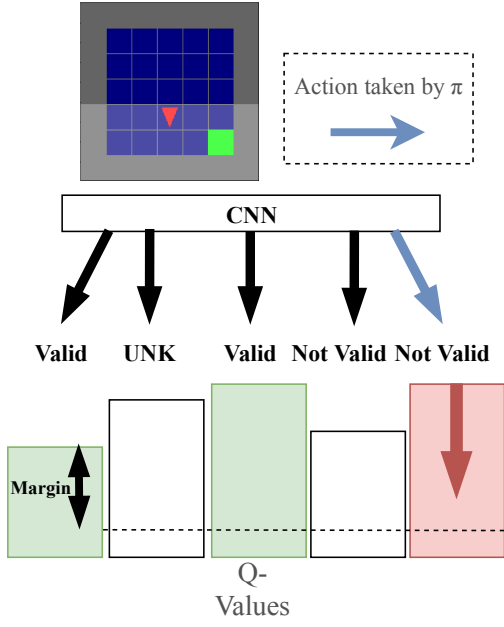 Action taken by π
CNN
Valid UNK Valid Not Valid Not Valid
Margin
Q-
Values